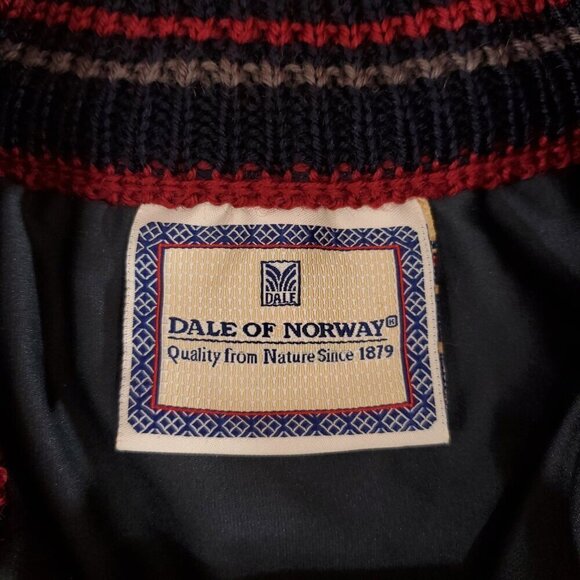 DALE
DALE OF NORWAY®
Quality from Nature Since 1879